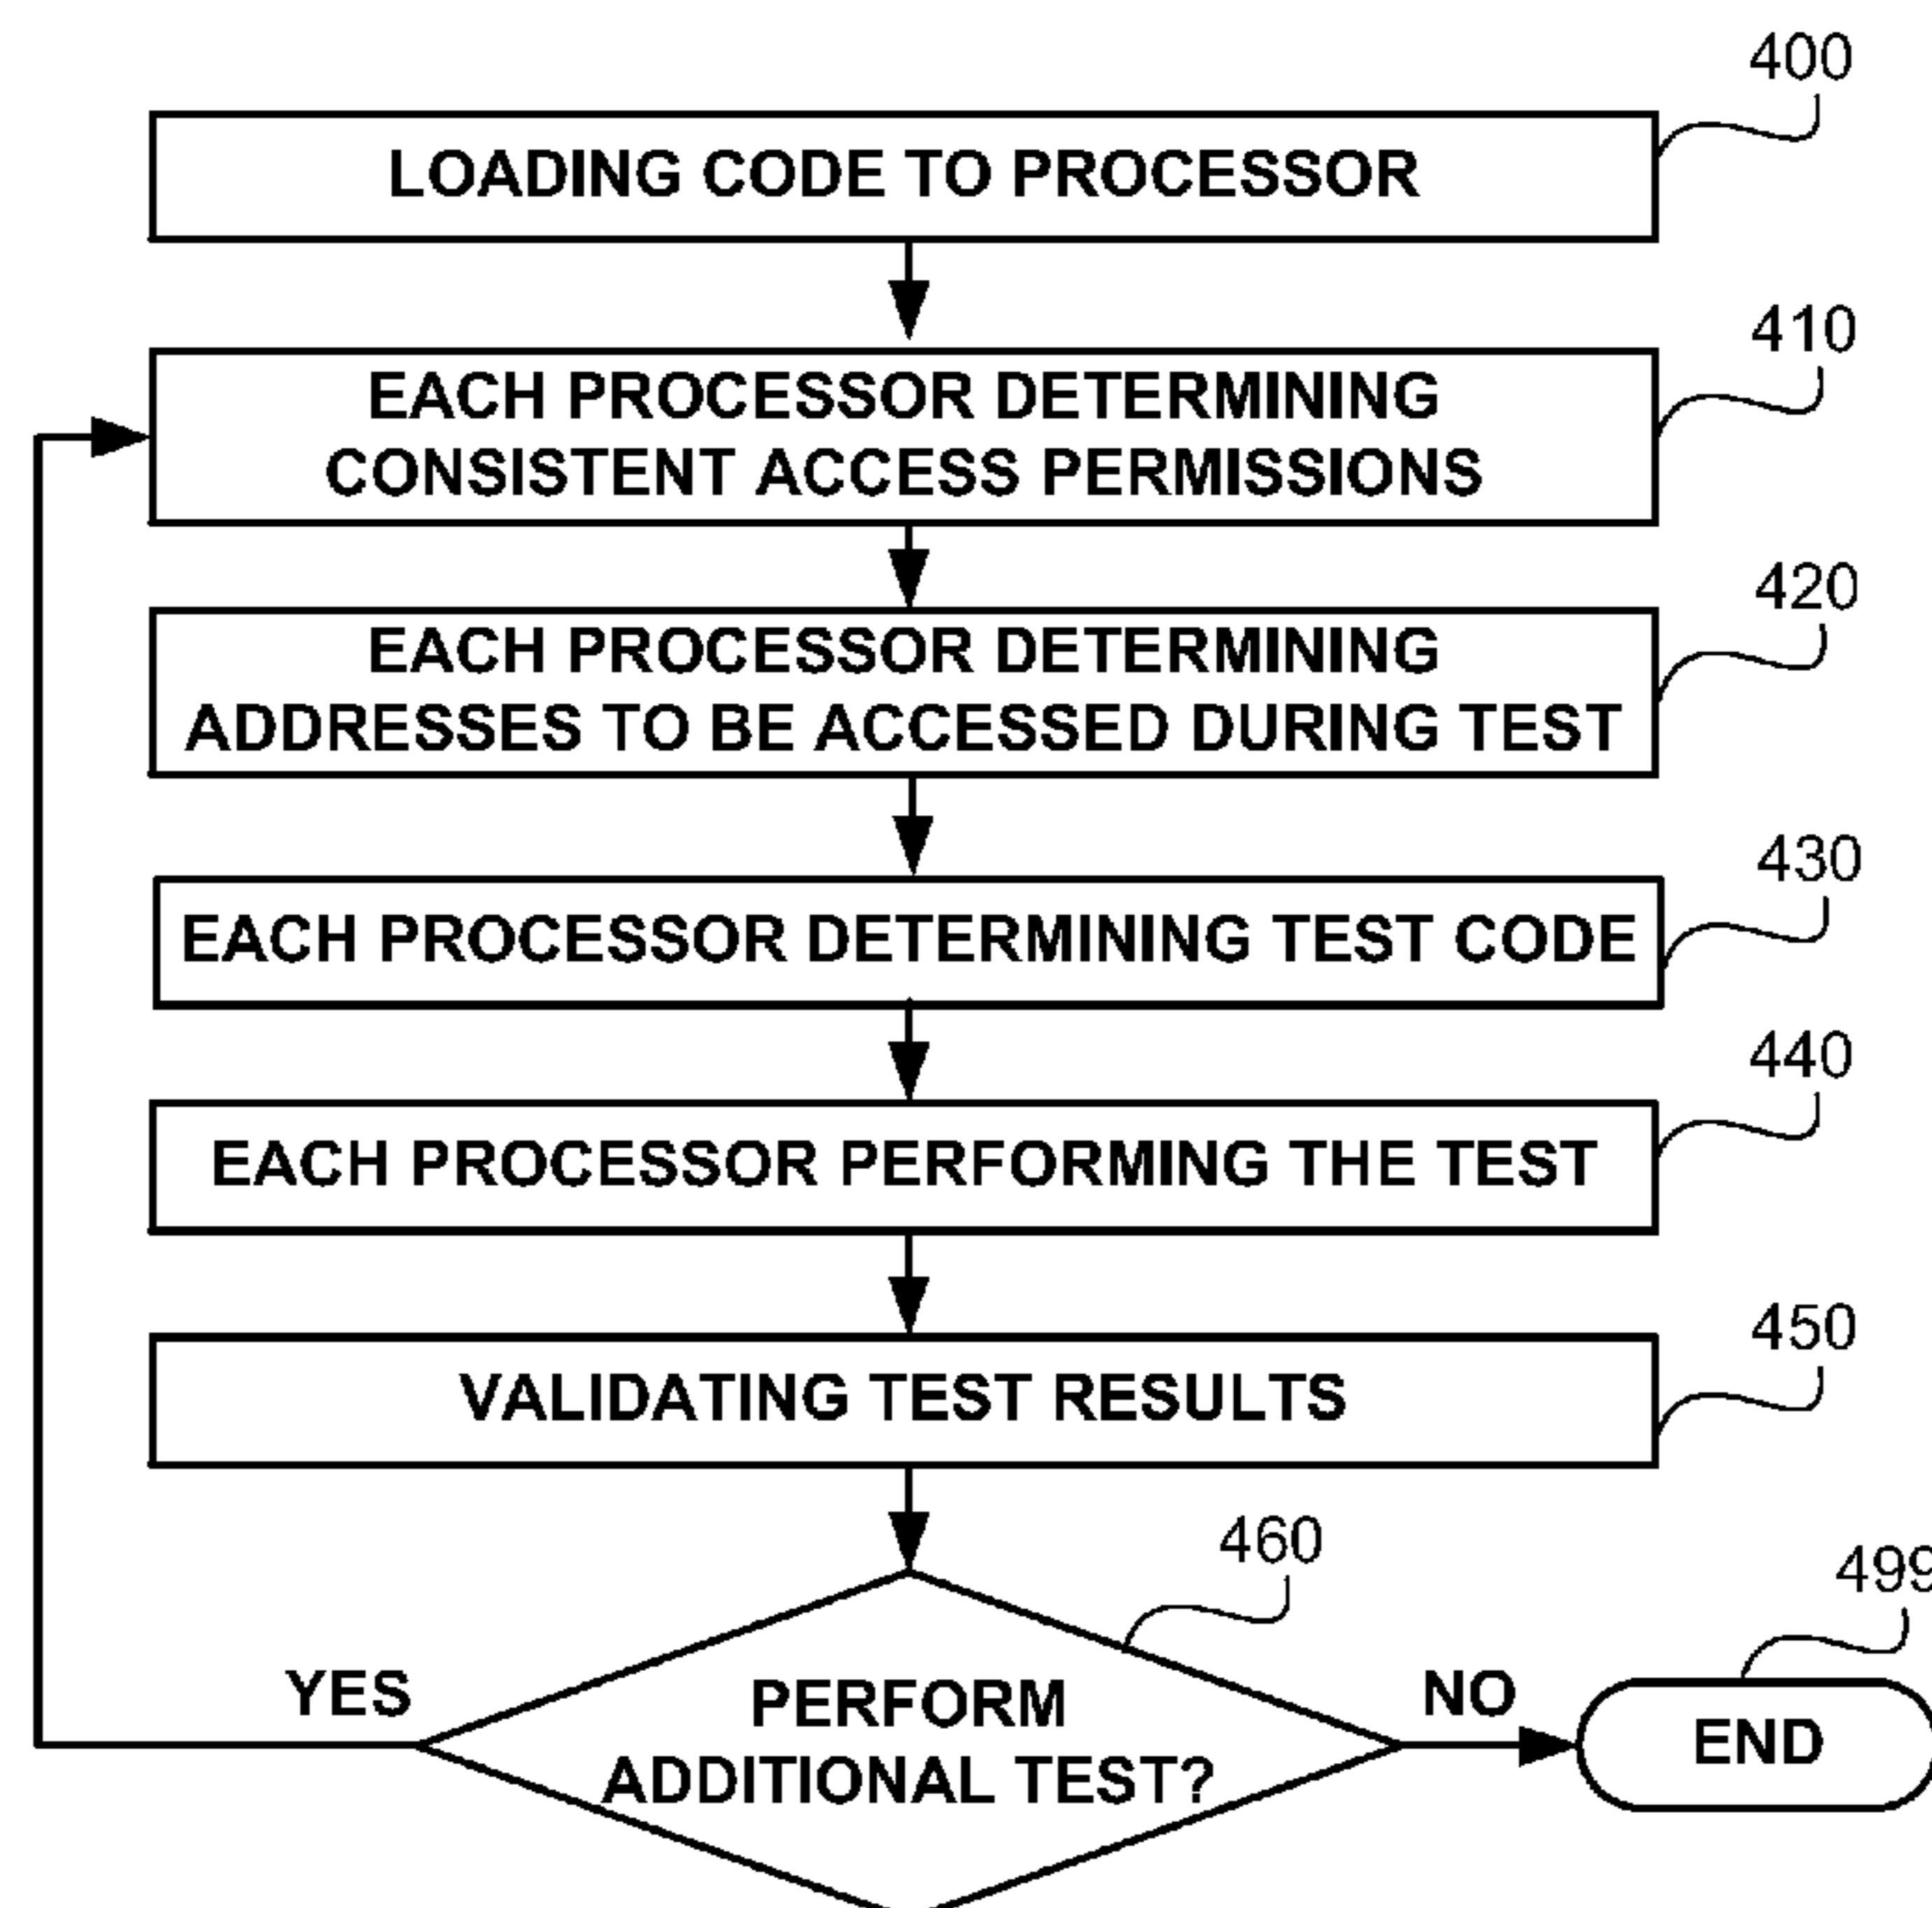 400
LOADING CODE TO PROCESSOR
410
EACH PROCESSOR DETERMINING
CONSISTENT ACCESS PERMISSIONS
420
EACH PROCESSOR DETERMINING
ADDRESSES TO BE ACCESSED DURING TEST
430
EACH PROCESSOR DETERMINING TEST CODE
440
EACH PROCESSOR PERFORMING THE TEST
450
VALIDATING TEST RESULTS
460
499
YES
PERFORM
ADDITIONAL TEST?
NO
END